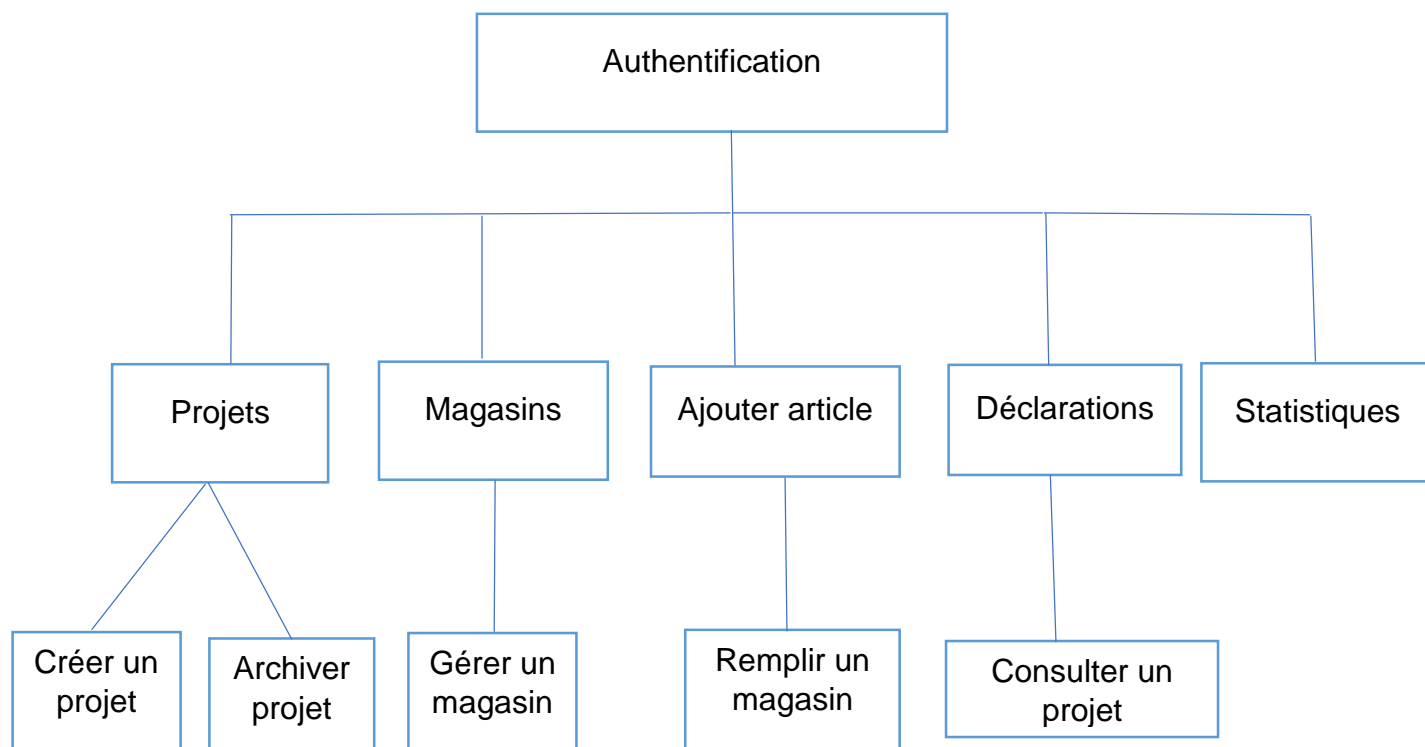 Authentification
Projets
Magasins
Ajouter article
Déclarations
Statistiques
Créer un
projet
Archiver
projet
Gérer un
magasin
Remplir un
magasin
Consulter un
projet